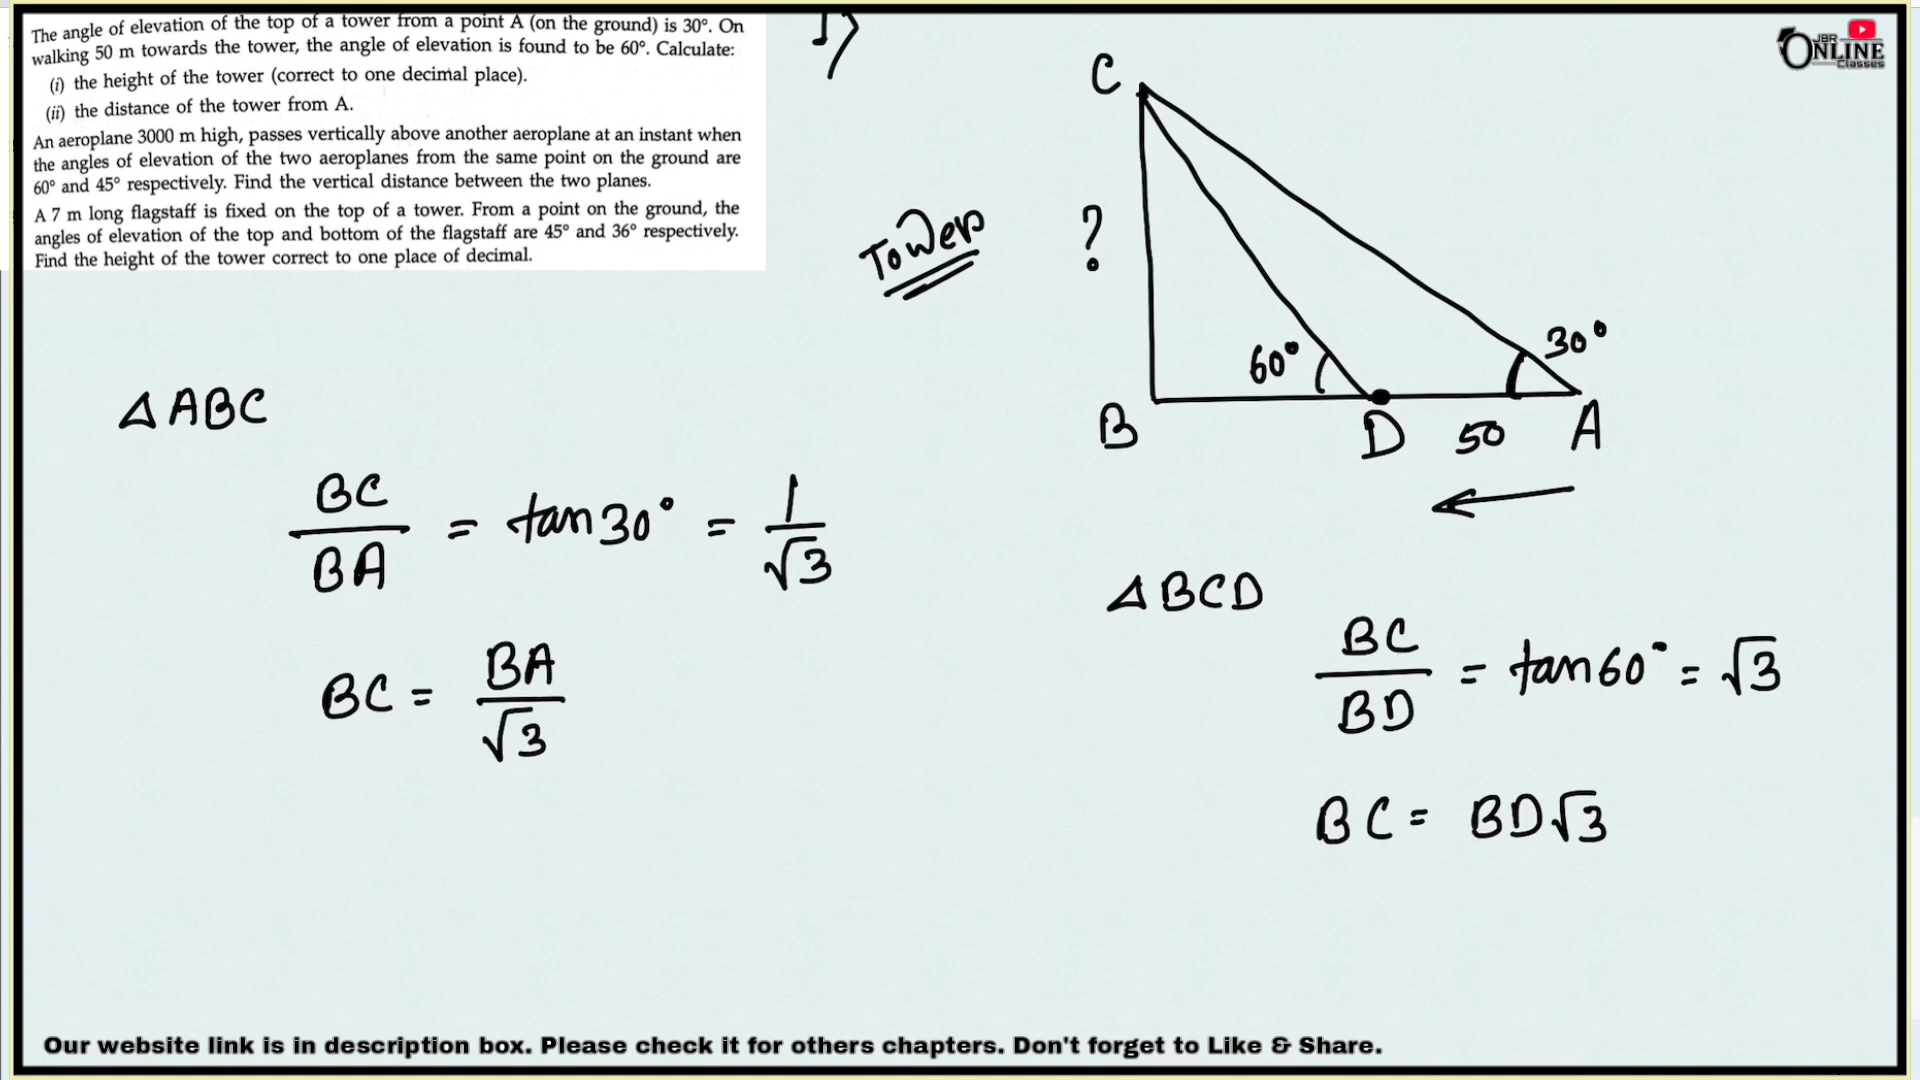 The angle of elevation of the top of a tower from a point A (on the ground) is 30°. On
walking 50 m towards the tower, the angle of elevation is found to be 60°. Calculate:
(i) the height of the tower (correct to one decimal place).
(ii) the distance of the tower from A.
An aeroplane 3000 m high, passes vertically above another aeroplane at an instant when
the angles of elevation of the two aeroplanes from the same point on the ground are
60° and 45° respectively. Find the vertical distance between the two planes.
A 7 m long flagstaff is fixed on the top of a tower. From a point on the ground, the
angles of elevation of the top and bottom of the flagstaff are 45° and 36° respectively.
Find the height of the tower correct to one place of decimal.
JBR
ONLINE
Classes
C
Tower
?
60°
30°
B
D
50
A
△ABC
BC/BA = tan30° = 1/√3
BC = BA/√3
△BCD
BC/BD = tan60° = √3
BC = BD√3
Our website link is in description box. Please check it for others chapters. Don't forget to Like & Share.